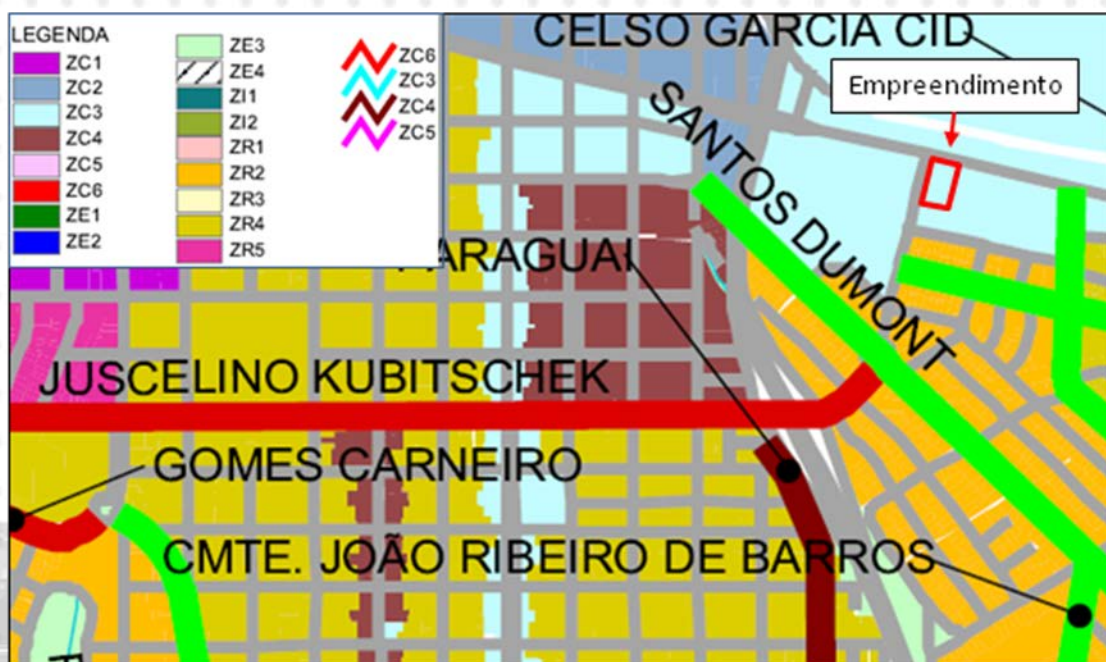 LEGENDA
ZC1
ZC2
ZC3
ZC4
ZC5
ZC6
ZE1
ZE2
ZE3
ZE4
ZI1
ZI2
ZR1
ZR2
ZR3
ZR4
ZR5
ZC6
ZC3
ZC4
ZC5
CELSO GARCIA CID
Empreendimento
SANTOS DUMONT
PARAGUAI
JUSCELINO KUBITSCHEK
GOMES CARNEIRO
CMTE. JOÃO RIBEIRO DE BARROS